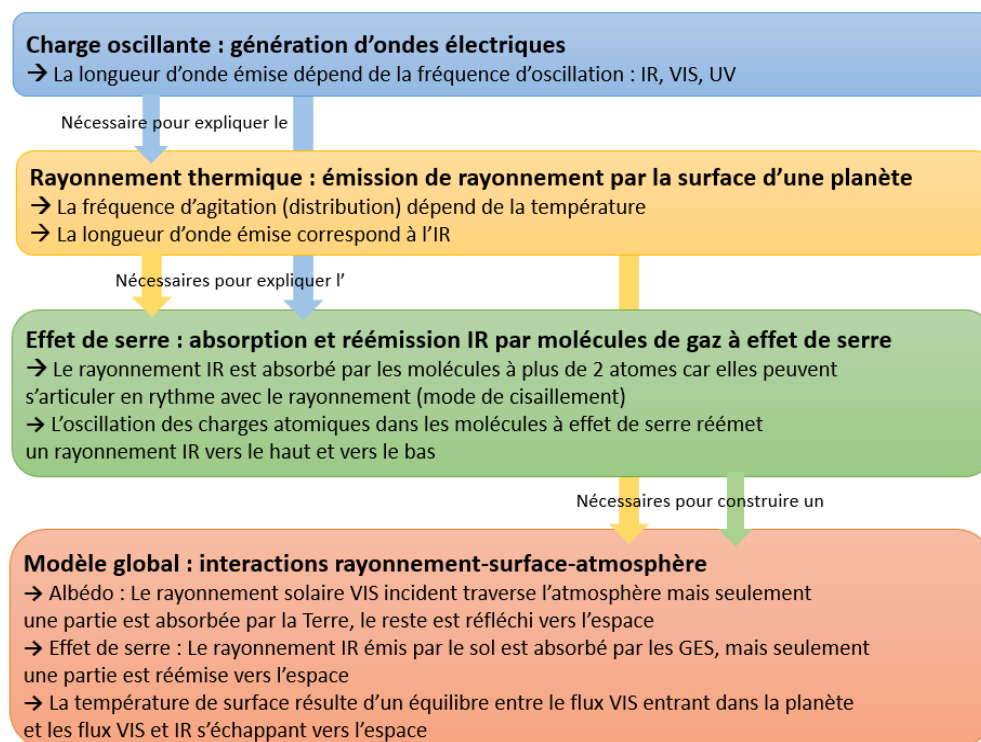 Charge oscillante : génération d’ondes électriques
→ La longueur d’onde émise dépend de la fréquence d’oscillation : IR, VIS, UV
Nécessaire pour expliquer le
Rayonnement thermique : émission de rayonnement par la surface d’une planète
→ La fréquence d’agitation (distribution) dépend de la température
→ La longueur d’onde émise correspond à l’IR
Nécessaires pour expliquer l’
Effet de serre : absorption et réémission IR par molécules de gaz à effet de serre
→ Le rayonnement IR est absorbé par les molécules à plus de 2 atomes car elles peuvent
s’articuler en rythme avec le rayonnement (mode de cisaillement)
→ L’oscillation des charges atomiques dans les molécules à effet de serre réémet
un rayonnement IR vers le haut et vers le bas
Nécessaires pour construire un
Modèle global : interactions rayonnement-surface-atmosphère
→ Albédo : Le rayonnement solaire VIS incident traverse l’atmosphère mais seulement
une partie est absorbée par la Terre, le reste est réfléchi vers l’espace
→ Effet de serre : Le rayonnement IR émis par le sol est absorbé par les GES, mais seulement
une partie est réémise vers l’espace
→ La température de surface résulte d’un équilibre entre le flux VIS entrant dans la planète
et les flux VIS et IR s’échappant vers l’espace